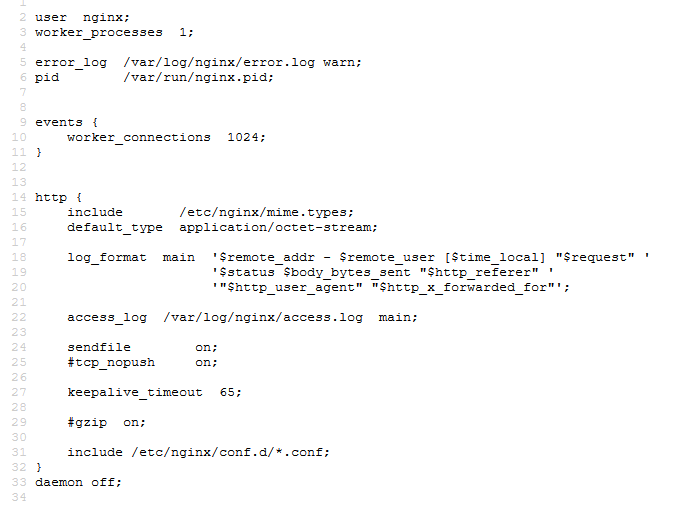 1
2 user  nginx;
3 worker_processes  1;
4
5 error_log  /var/log/nginx/error.log warn;
6 pid        /var/run/nginx.pid;
7
8
9 events {
10     worker_connections  1024;
11 }
12
13
14 http {
15     include       /etc/nginx/mime.types;
16     default_type  application/octet-stream;
17
18     log_format  main  '$remote_addr - $remote_user [$time_local] "$request" '
19                       '$status $body_bytes_sent "$http_referer" '
20                       '"$http_user_agent" "$http_x_forwarded_for"';
21
22     access_log  /var/log/nginx/access.log  main;
23
24     sendfile        on;
25     #tcp_nopush     on;
26
27     keepalive_timeout  65;
28
29     #gzip  on;
30
31     include /etc/nginx/conf.d/*.conf;
32 }
33 daemon off;
34